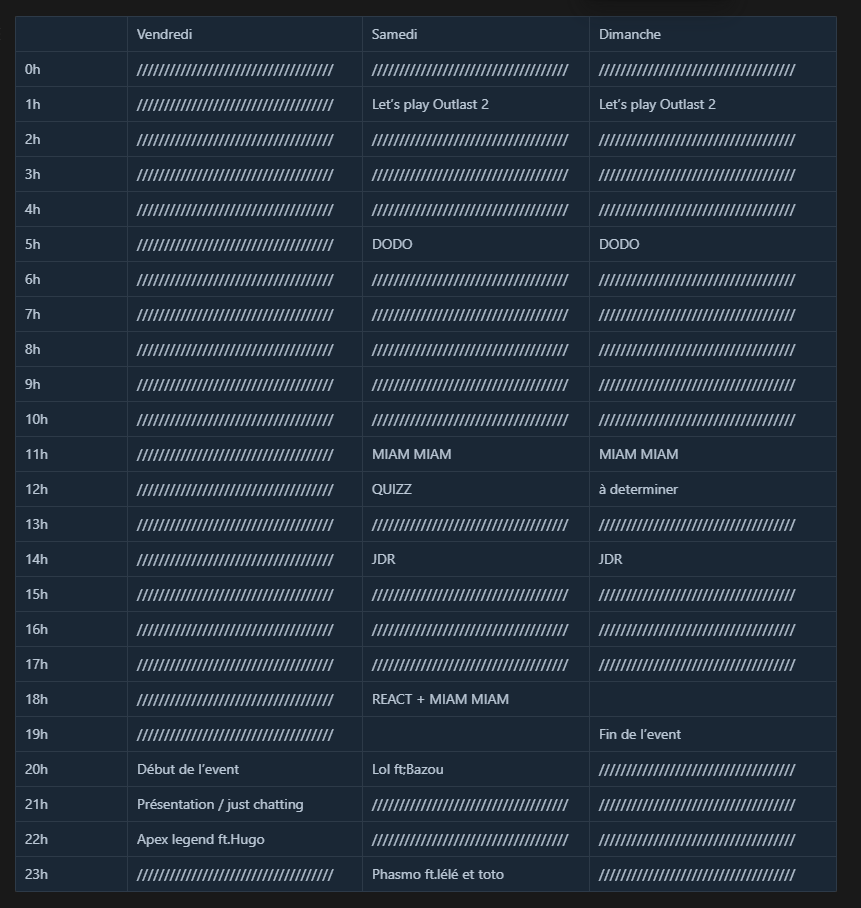 Vendredi Samedi Dimanche
0h //////////////////////////////////// //////////////////////////////////// ////////////////////////////////////
1h //////////////////////////////////// Let's play Outlast 2 Let's play Outlast 2
2h //////////////////////////////////// //////////////////////////////////// ////////////////////////////////////
3h //////////////////////////////////// //////////////////////////////////// ////////////////////////////////////
4h //////////////////////////////////// //////////////////////////////////// ////////////////////////////////////
5h //////////////////////////////////// DODO DODO
6h //////////////////////////////////// //////////////////////////////////// ////////////////////////////////////
7h //////////////////////////////////// //////////////////////////////////// ////////////////////////////////////
8h //////////////////////////////////// //////////////////////////////////// ////////////////////////////////////
9h //////////////////////////////////// //////////////////////////////////// ////////////////////////////////////
10h //////////////////////////////////// //////////////////////////////////// ////////////////////////////////////
11h //////////////////////////////////// MIAM MIAM MIAM MIAM
12h //////////////////////////////////// QUIZZ à determiner
13h //////////////////////////////////// //////////////////////////////////// ////////////////////////////////////
14h //////////////////////////////////// JDR JDR
15h //////////////////////////////////// //////////////////////////////////// ////////////////////////////////////
16h //////////////////////////////////// //////////////////////////////////// ////////////////////////////////////
17h //////////////////////////////////// //////////////////////////////////// ////////////////////////////////////
18h //////////////////////////////////// REACT + MIAM MIAM
19h //////////////////////////////////// Fin de l'event
20h Début de l'event Lol ft;Bazou ////////////////////////////////////
21h Présentation / just chatting //////////////////////////////////// ////////////////////////////////////
22h Apex legend ft.Hugo //////////////////////////////////// ////////////////////////////////////
23h //////////////////////////////////// Phasmo ft.lélé et toto ////////////////////////////////////